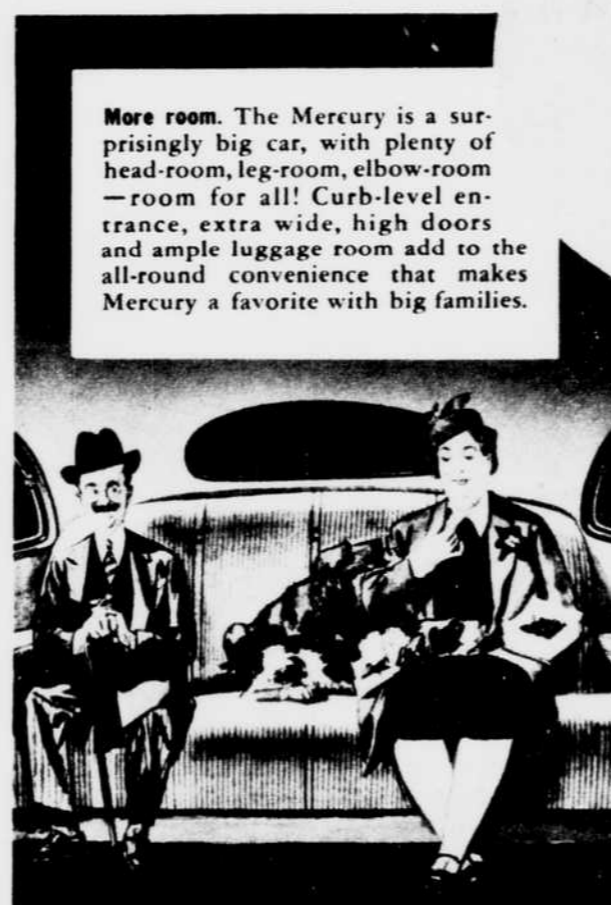 More room. The Mercury is a sur-
prisingly big car, with plenty of
head-room, leg-room, elbow-room
—room for all! Curb-level en-
trance, extra wide, high doors
and ample luggage room add to the
all-round convenience that makes
Mercury a favorite with big families.